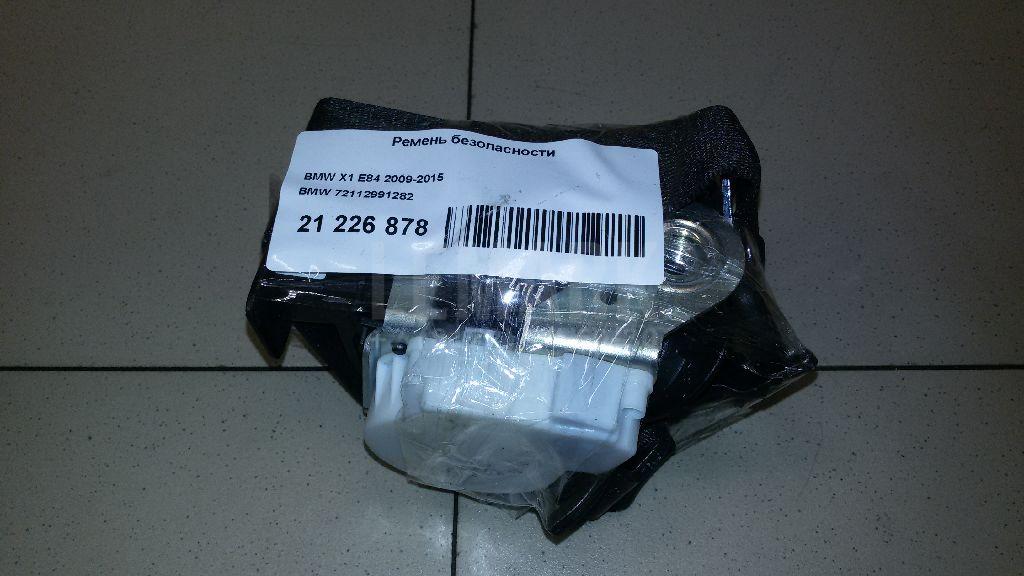 Ремень безопасности
BMW X1 E84 2009-2015
BMW 72112991282
21 226 878